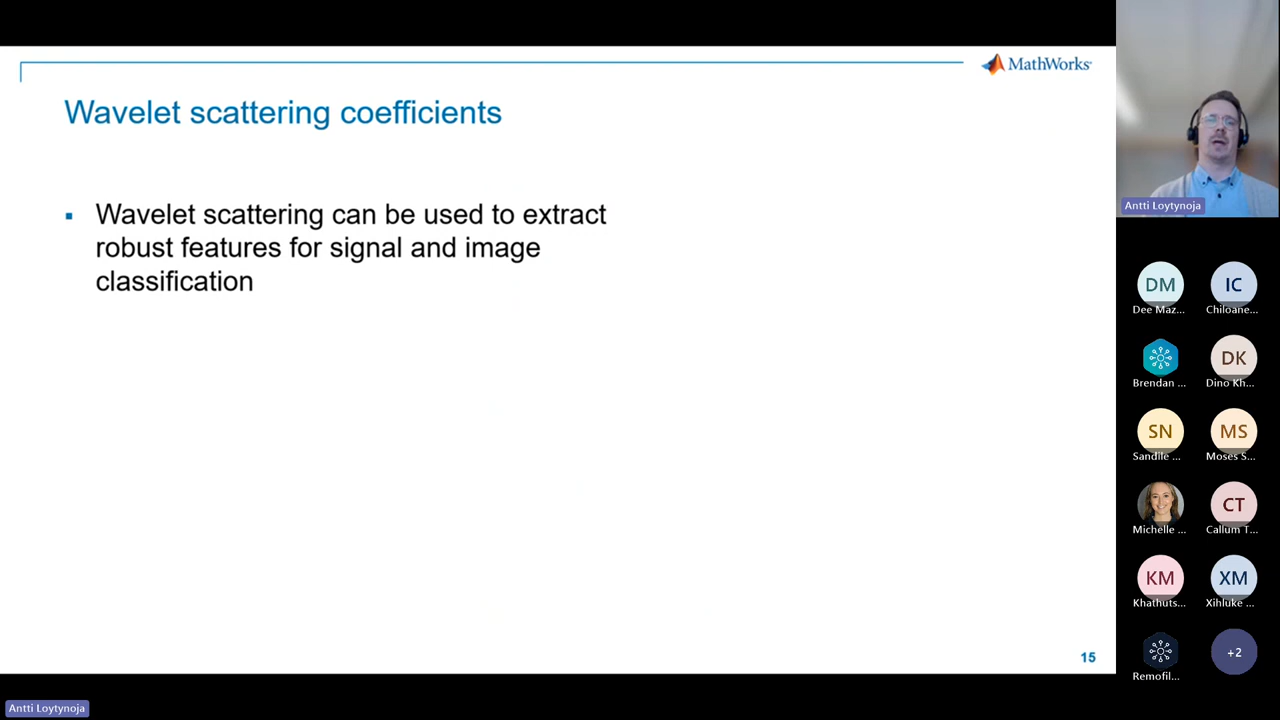 MathWorks
Wavelet scattering coefficients
Wavelet scattering can be used to extract
robust features for signal and image
classification
15
Antti Loytynoja
DM
Dee Maz...
IC
Chiloane...
Brendan ...
DK
Dino Kh...
SN
Sandile ...
MS
Moses S...
Michelle ...
CT
Callum T...
KM
Khathuts...
XM
Xihluke ...
Remofil...
+2
Antti Loytynoja